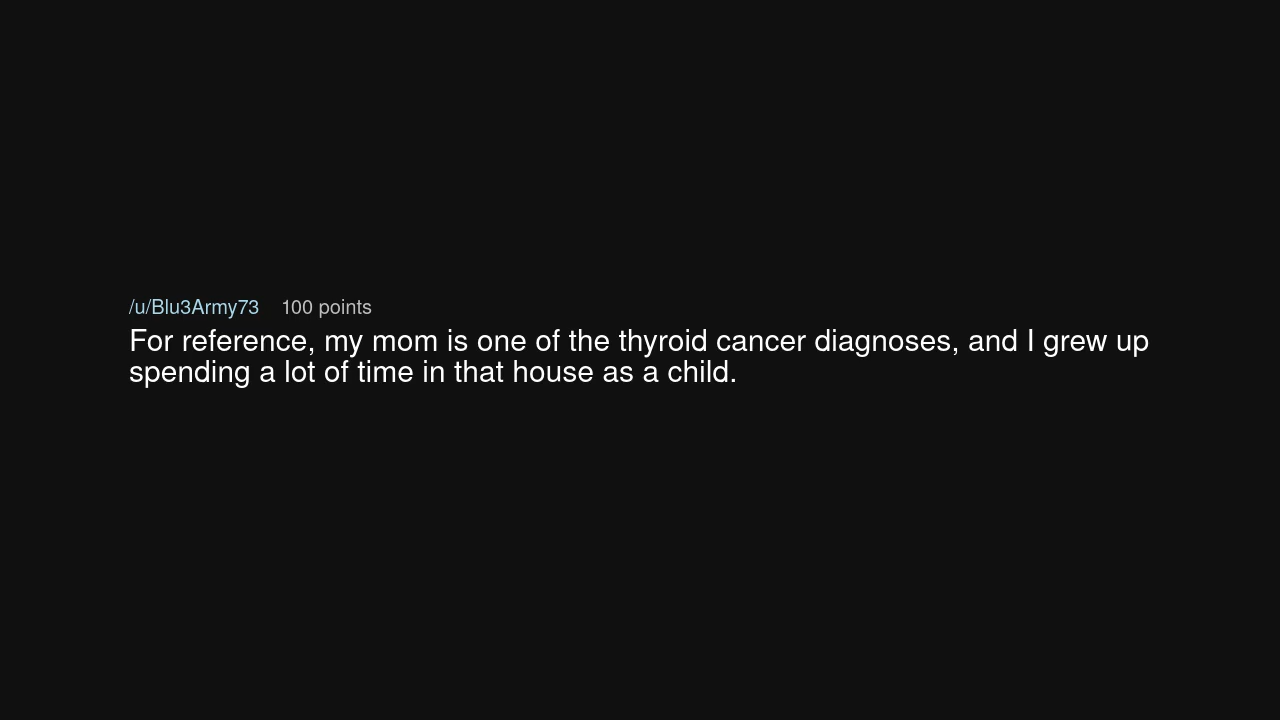 /u/Blu3Army73 100 points
For reference, my mom is one of the thyroid cancer diagnoses, and I grew up
spending a lot of time in that house as a child.